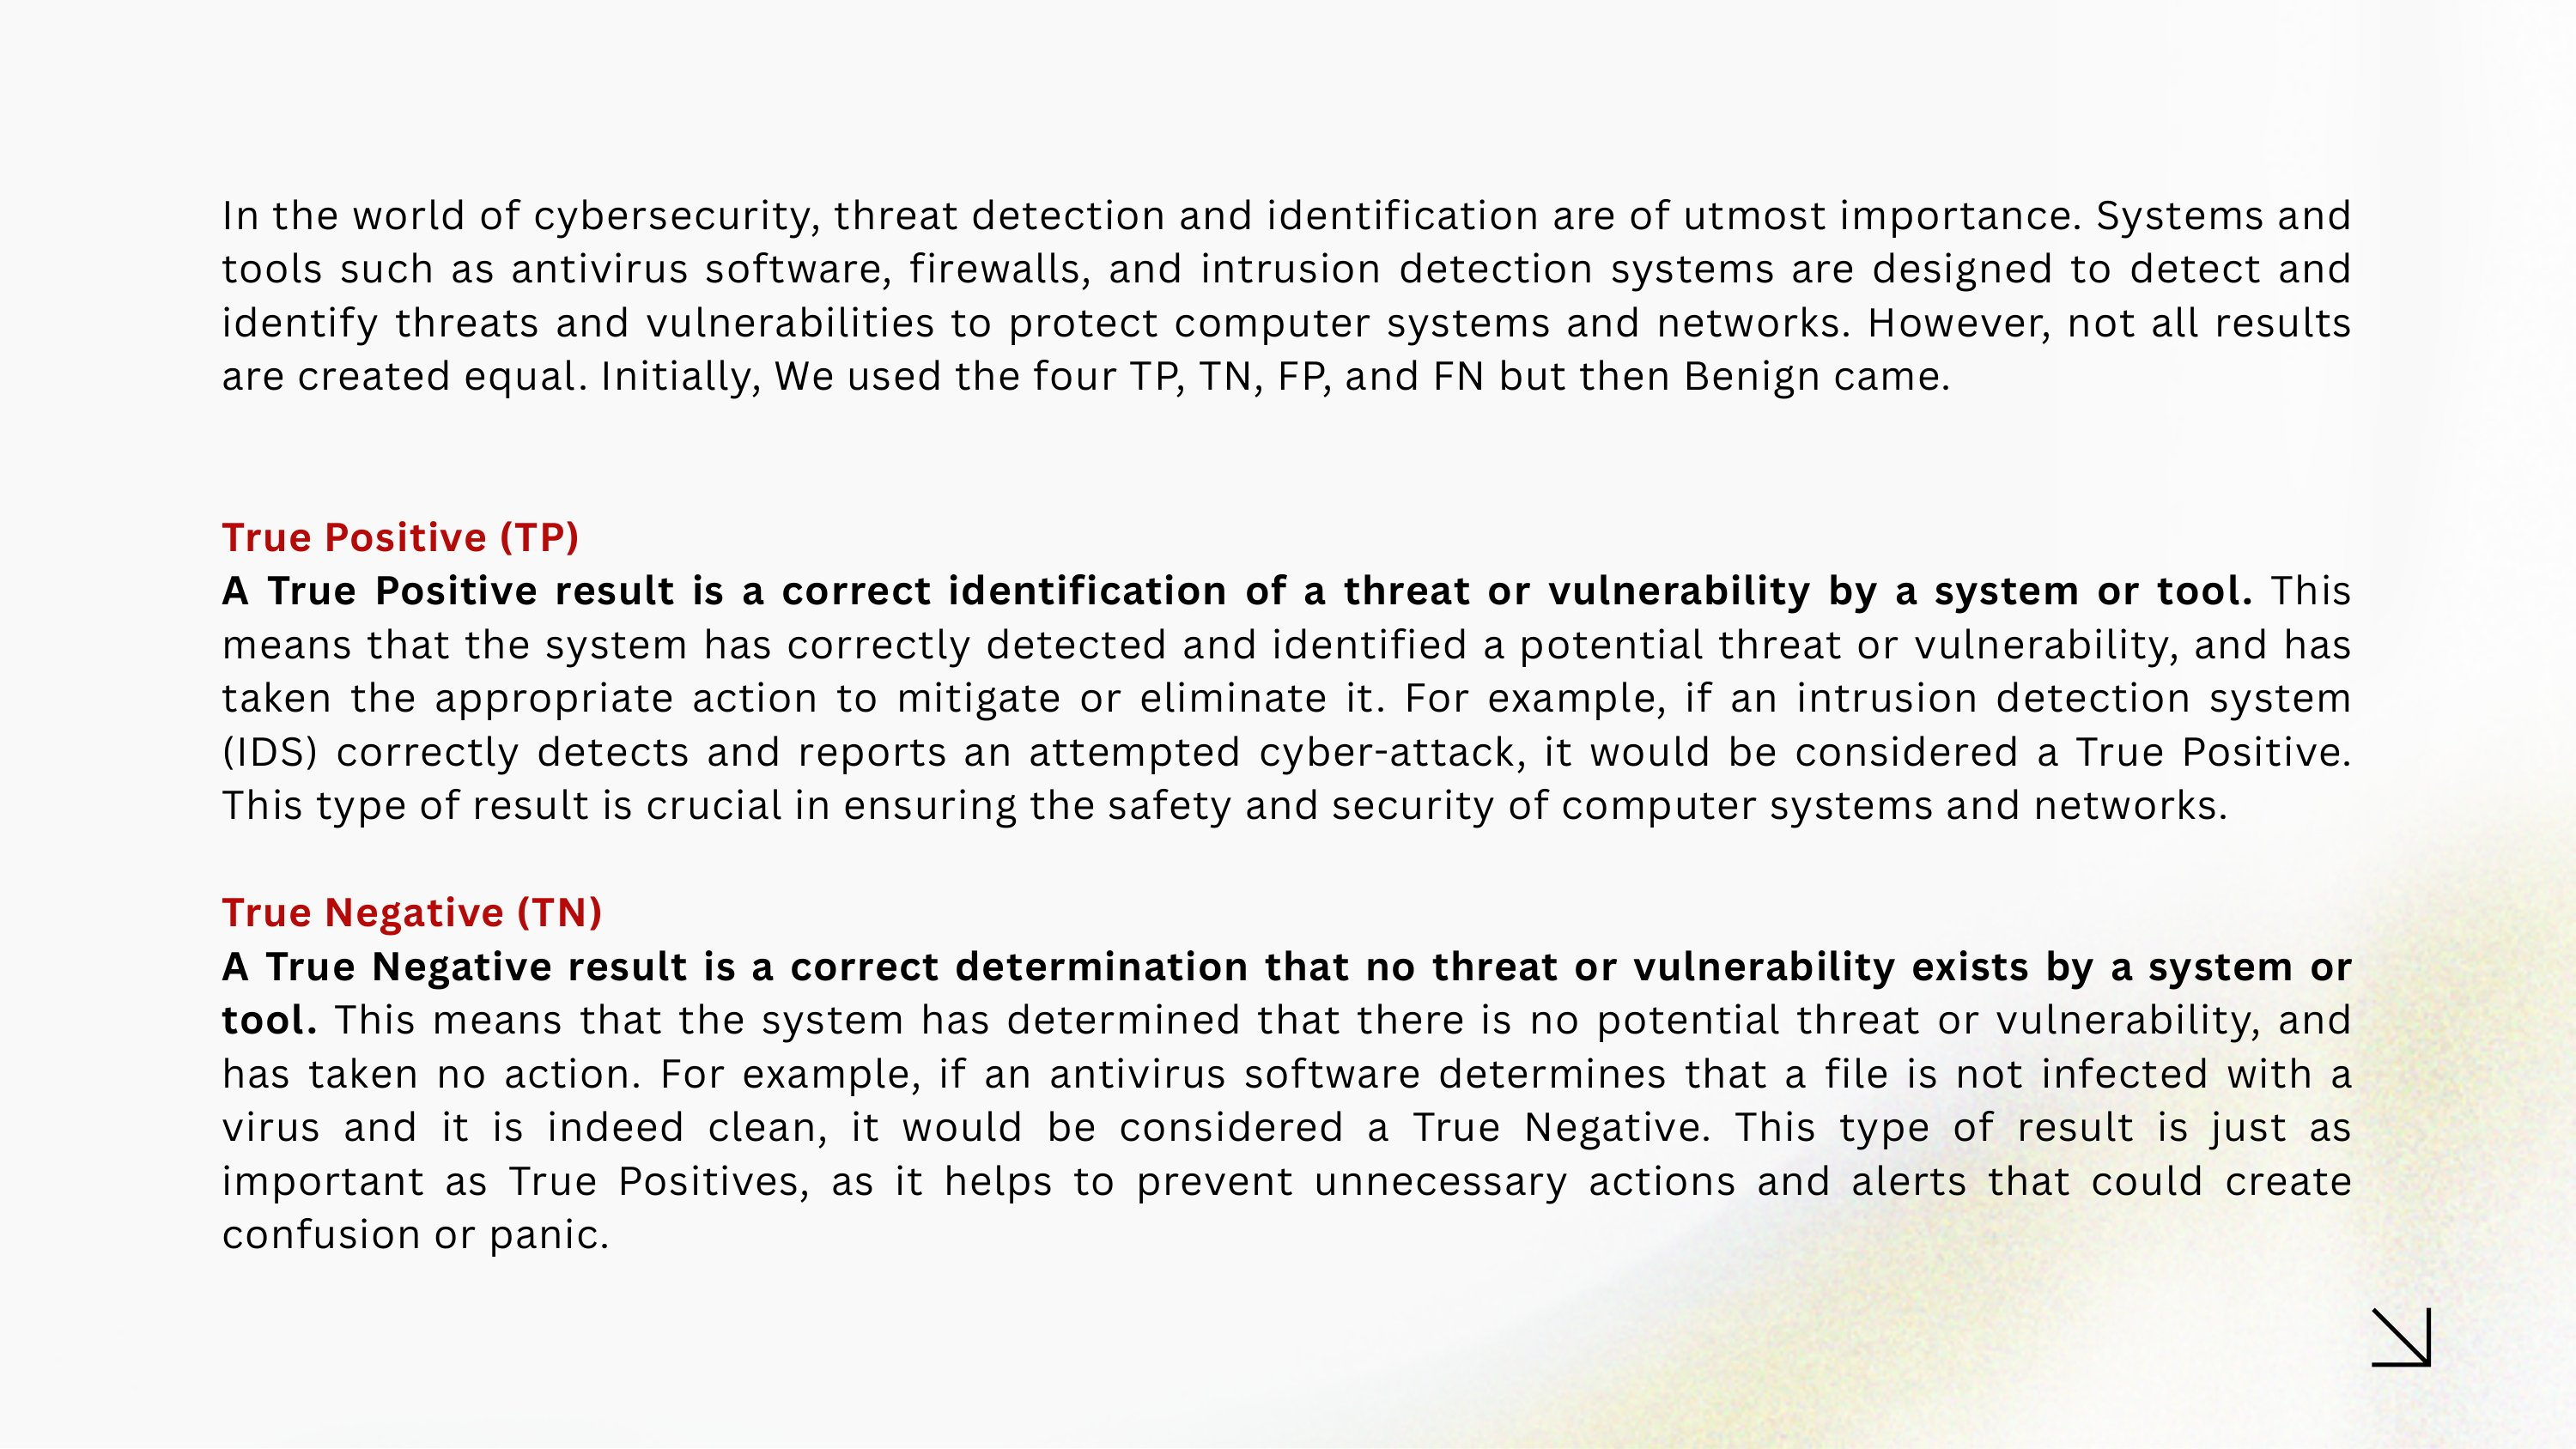 In the world of cybersecurity, threat detection and identification are of utmost importance. Systems and
tools such as antivirus software, firewalls, and intrusion detection systems are designed to detect and
identify threats and vulnerabilities to protect computer systems and networks. However, not all results
are created equal. Initially, We used the four TP, TN, FP, and FN but then Benign came.
True Positive (TP)
A True Positive result is a correct identification of a threat or vulnerability by a system or tool. This
means that the system has correctly detected and identified a potential threat or vulnerability, and has
taken the appropriate action to mitigate or eliminate it. For example, if an intrusion detection system
(IDS) correctly detects and reports an attempted cyber-attack, it would be considered a True Positive.
This type of result is crucial in ensuring the safety and security of computer systems and networks.
True Negative (TN)
A True Negative result is a correct determination that no threat or vulnerability exists by a system or
tool. This means that the system has determined that there is no potential threat or vulnerability, and
has taken no action. For example, if an antivirus software determines that a file is not infected with a
virus and it is indeed clean, it would be considered a True Negative. This type of result is just as
important as True Positives, as it helps to prevent unnecessary actions and alerts that could create
confusion or panic.